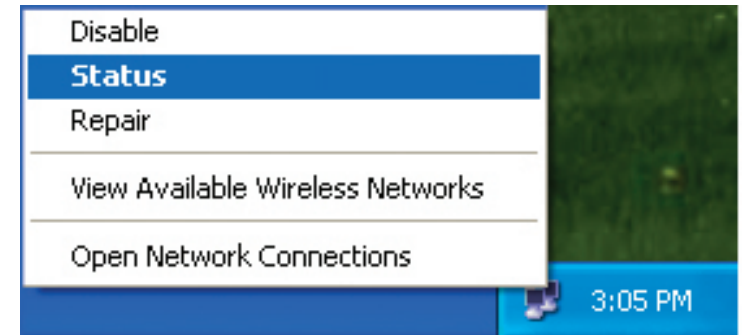 Disable
Status
Repair
View Available Wireless Networks
Open Network Connections
3:05 PM